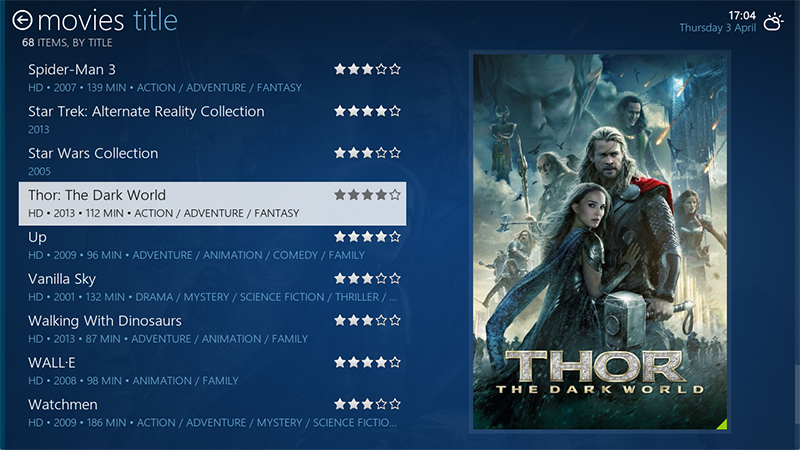 movies title
68 ITEMS, BY TITLE
17:04
Thursday 3 April
Spider-Man 3
HD • 2007 • 139 MIN • ACTION / ADVENTURE / FANTASY
Star Trek: Alternate Reality Collection
2013
Star Wars Collection
2005
Thor: The Dark World
HD • 2013 • 112 MIN • ACTION / ADVENTURE / FANTASY
Up
HD • 2009 • 96 MIN • ADVENTURE / ANIMATION / COMEDY / FAMILY
Vanilla Sky
HD • 2001 • 132 MIN • DRAMA / MYSTERY / SCIENCE FICTION / THRILLER / ...
Walking With Dinosaurs
HD • 2013 • 87 MIN • ADVENTURE / ANIMATION / FAMILY
WALL·E
HD • 2008 • 98 MIN • ANIMATION / FAMILY
Watchmen
HD • 2009 • 186 MIN • ACTION / ADVENTURE / MYSTERY / SCIENCE FICTIO...
THOR
THE DARK WORLD